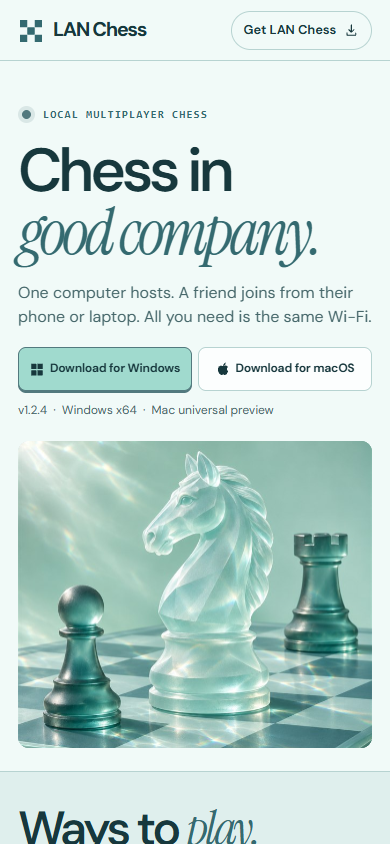 LAN Chess
Get LAN Chess
LOCAL MULTIPLAYER CHESS
Chess in
good company.
One computer hosts. A friend joins from their
phone or laptop. All you need is the same Wi-Fi.
Download for Windows
Download for macOS
v1.2.4 · Windows x64 · Mac universal preview
Ways to play.